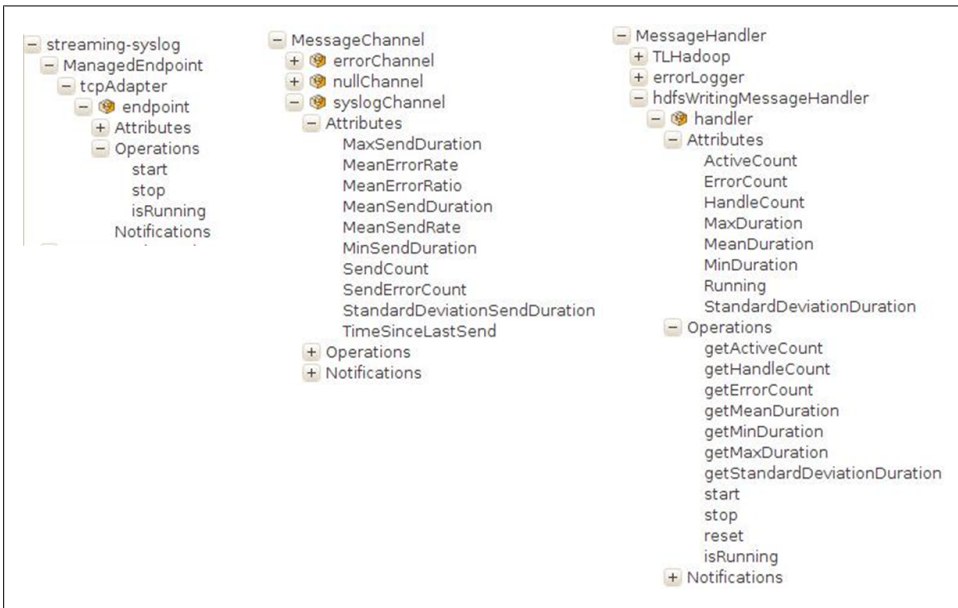 streaming-syslog
ManagedEndpoint
tcpAdapter
endpoint
Attributes
Operations
start
stop
isRunning
Notifications
MessageChannel
errorChannel
nullChannel
syslogChannel
Attributes
MaxSendDuration
MeanErrorRate
MeanErrorRatio
MeanSendDuration
MeanSendRate
MinSendDuration
SendCount
SendErrorCount
StandardDeviationSendDuration
TimeSinceLastSend
Operations
Notifications
MessageHandler
TLHadoop
errorLogger
hdfsWritingMessageHandler
handler
Attributes
ActiveCount
ErrorCount
HandleCount
MaxDuration
MeanDuration
MinDuration
Running
StandardDeviationDuration
Operations
getActiveCount
getHandleCount
getErrorCount
getMeanDuration
getMinDuration
getMaxDuration
getStandardDeviationDuration
start
stop
reset
isRunning
Notifications